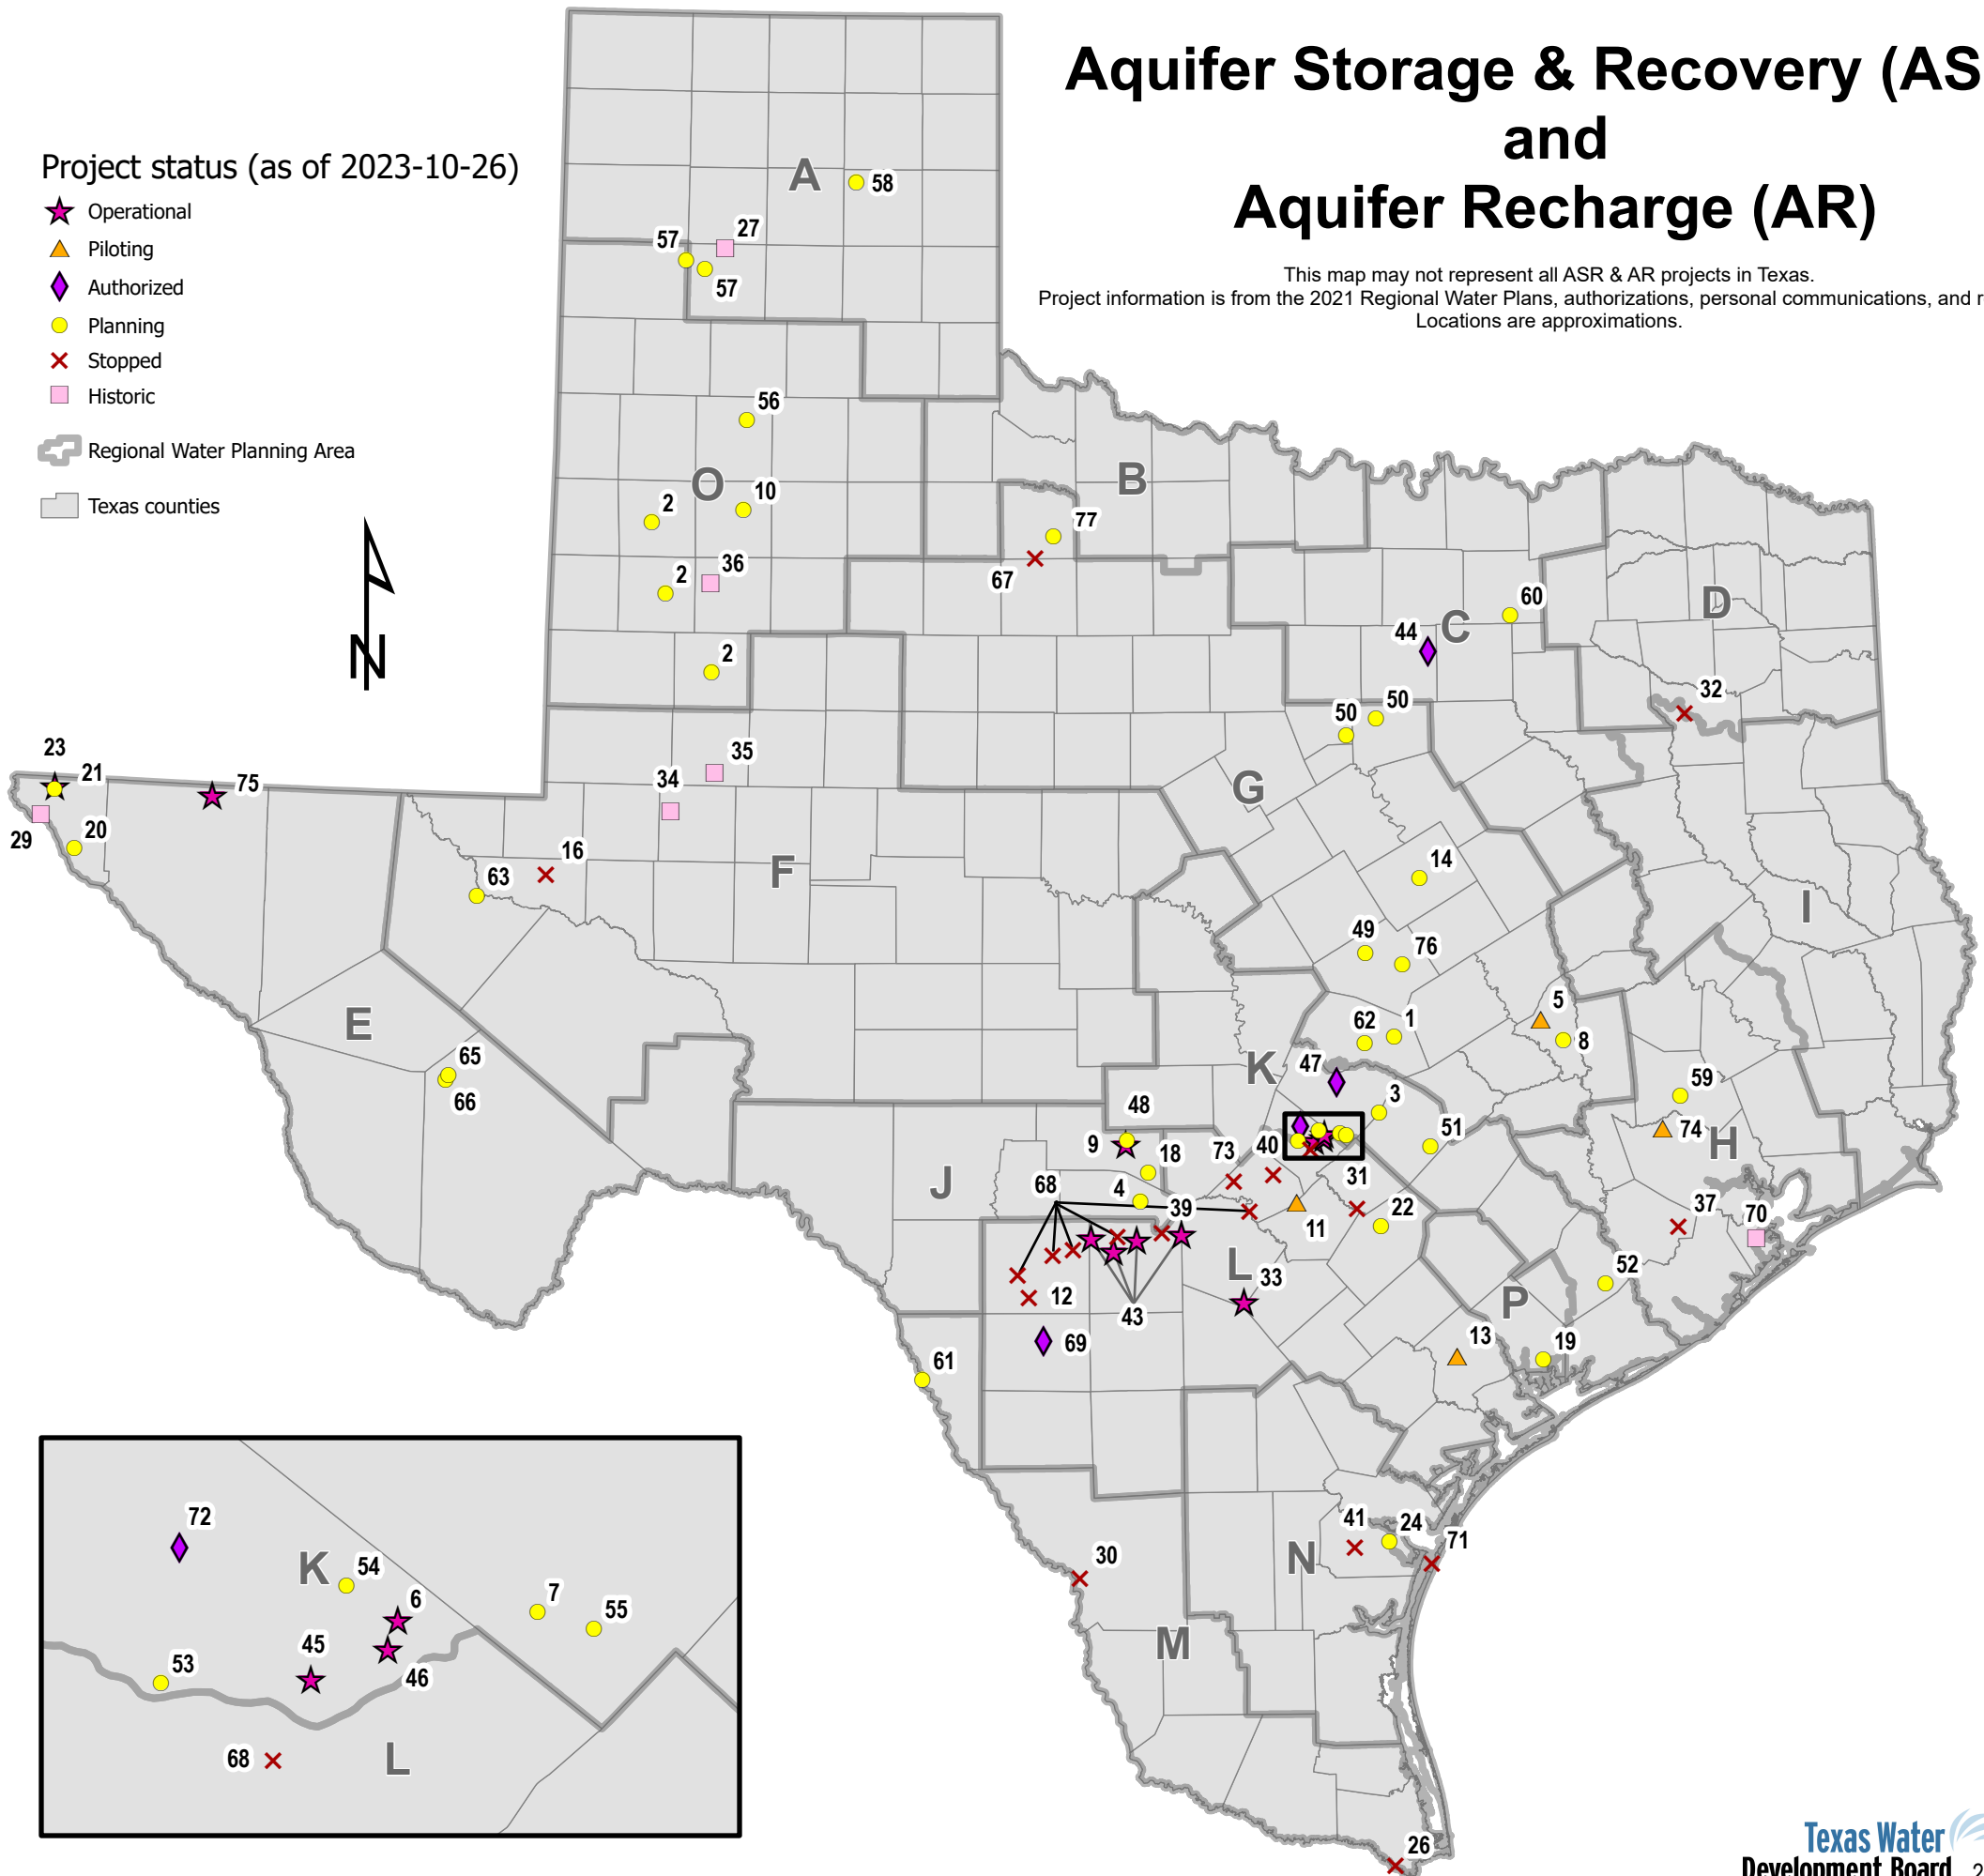 Aquifer Storage & Recovery (AS
and
Aquifer Recharge (AR)
This map may not represent all ASR & AR projects in Texas.
Project information is from the 2021 Regional Water Plans, authorizations, personal communications, and r
Locations are approximations.
Project status (as of 2023-10-26)
Operational
Piloting
Authorized
Planning
Stopped
Historic
Regional Water Planning Area
Texas counties
N
A
58
27
57
57
56
O
10
2
B
77
2
36
67
60
D
C
44
2
32
50
50
23
21
75
35
34
G
29
20
16
14
63
F
I
49
76
5
E
62
1
8
65
K
47
66
59
3
48
51
74
9
18
73
40
H
J
68
4
31
39
22
37
70
11
L
33
52
12
43
P
69
13
19
61
41
24
71
30
N
M
26
72
K
54
6
7
55
45
53
46
68
L
Texas Water
Development Board 2